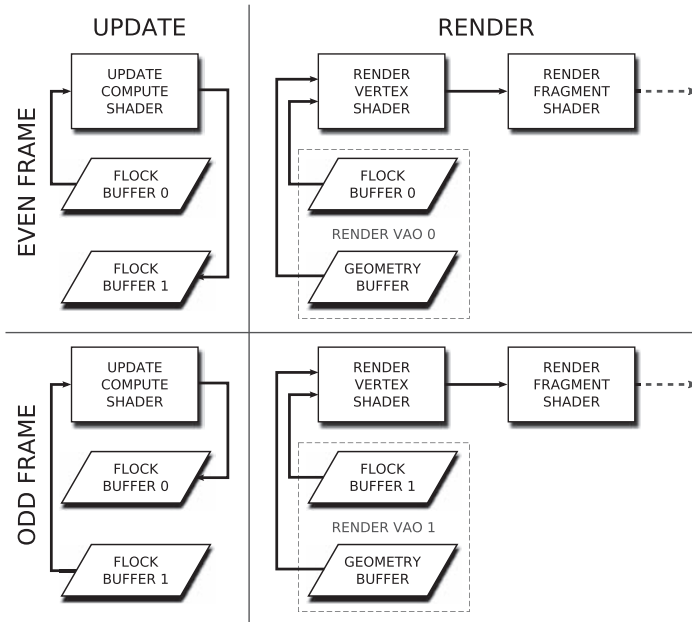 UPDATE
RENDER
EVEN FRAME
UPDATE
COMPUTE
SHADER
FLOCK
BUFFER 0
FLOCK
BUFFER 1
RENDER
VERTEX
SHADER
RENDER
FRAGMENT
SHADER
FLOCK
BUFFER 0
RENDER VAO 0
GEOMETRY
BUFFER
ODD FRAME
UPDATE
COMPUTE
SHADER
FLOCK
BUFFER 0
FLOCK
BUFFER 1
RENDER
VERTEX
SHADER
RENDER
FRAGMENT
SHADER
FLOCK
BUFFER 1
RENDER VAO 1
GEOMETRY
BUFFER